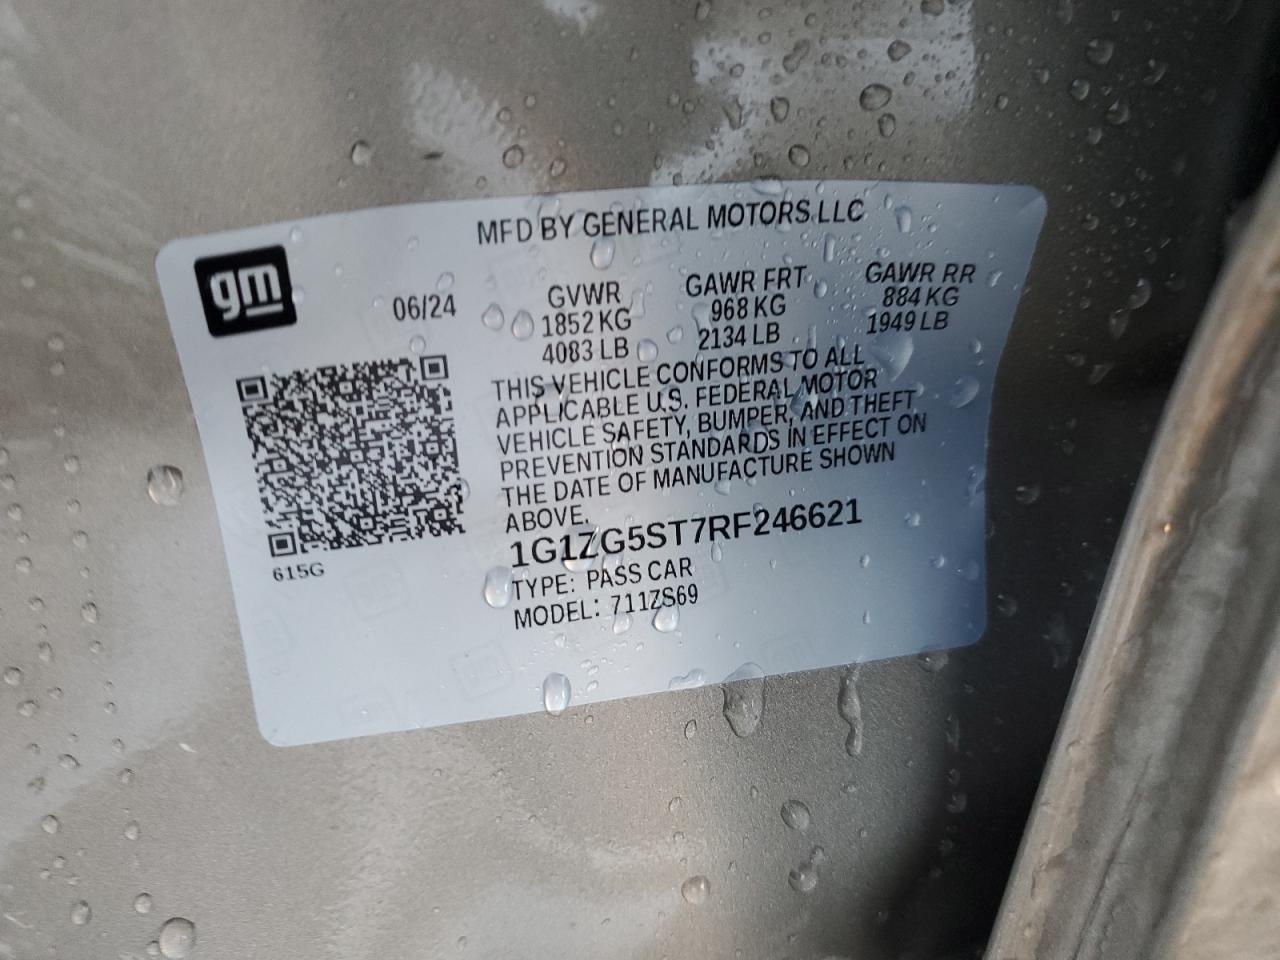 MFD BY GENERAL MOTORS LLC
gm
06/24
GVWR GAWR FRT GAWR RR
1852 KG 968 KG 884 KG
4083 LB 2134 LB 1949 LB
THIS VEHICLE CONFORMS TO ALL
APPLICABLE U.S. FEDERAL MOTOR
VEHICLE SAFETY, BUMPER, AND THEFT
PREVENTION STANDARDS IN EFFECT ON
THE DATE OF MANUFACTURE SHOWN
ABOVE.
1G1ZG5ST7RF246621
615G
TYPE: PASS CAR
MODEL: 711ZS69